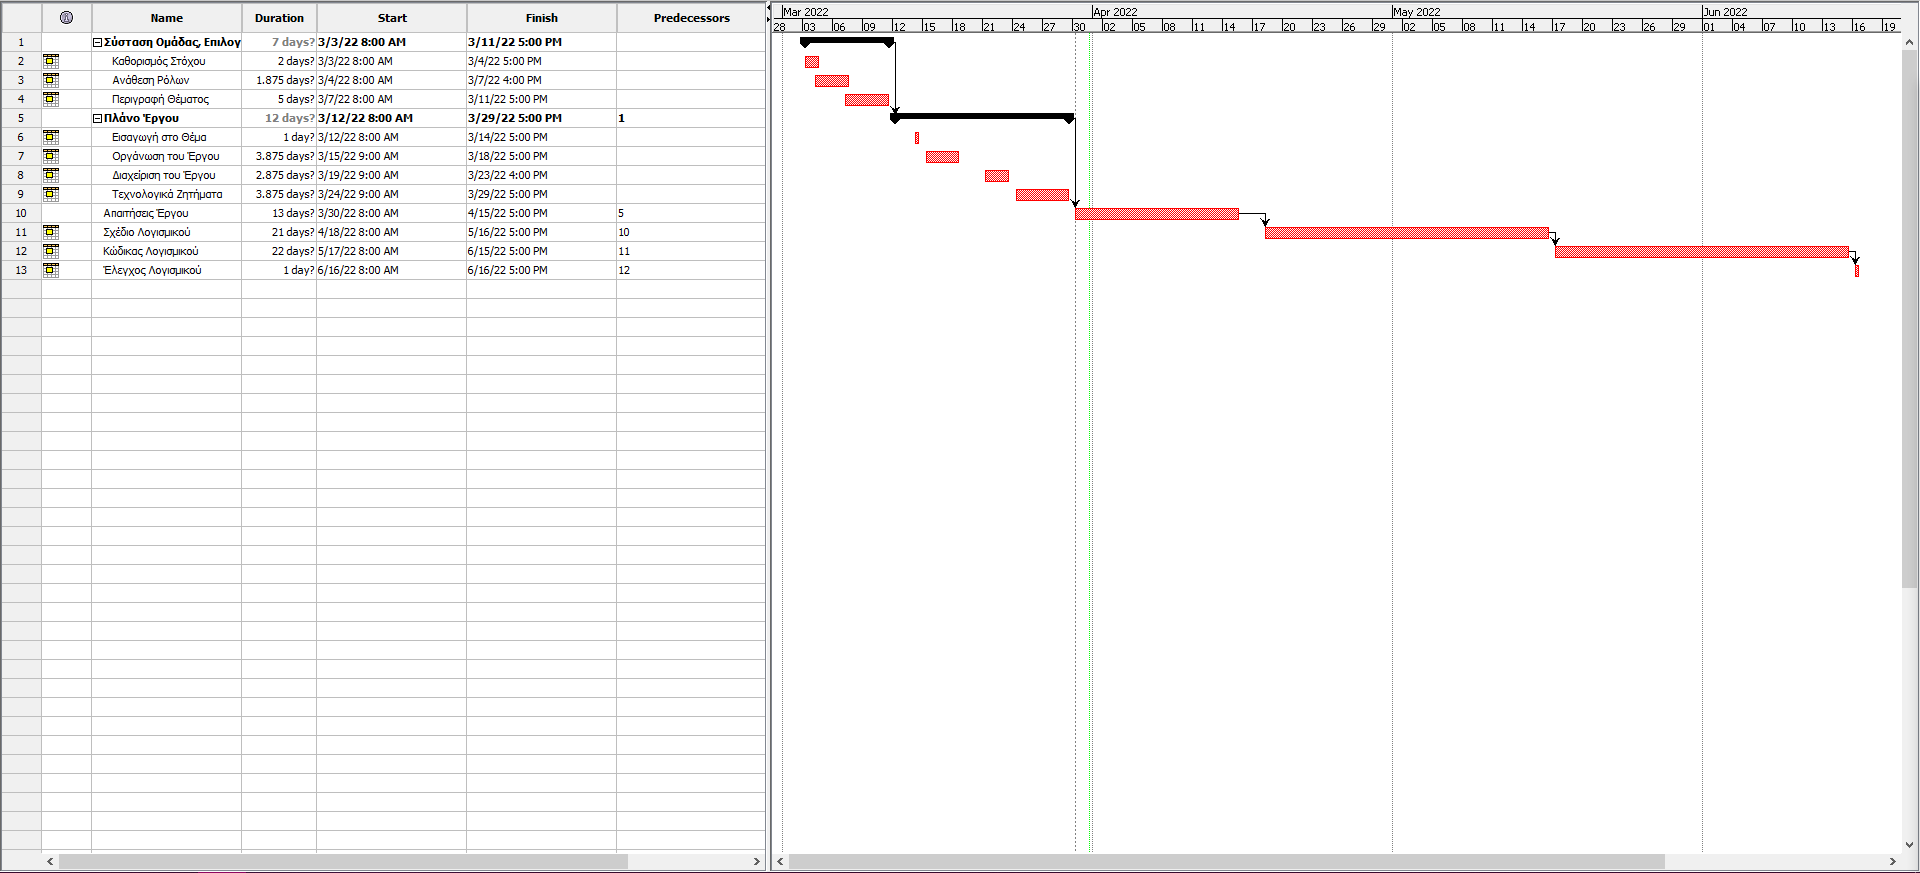 Name Duration Start Finish Predecessors
1 Σύσταση Ομάδας, Επιλογ 7 days? 3/3/22 8:00 AM 3/11/22 5:00 PM
2 Καθορισμός Στόχου 2 days? 3/3/22 8:00 AM 3/4/22 5:00 PM
3 Ανάθεση Ρόλων 1.875 days? 3/4/22 8:00 AM 3/7/22 4:00 PM
4 Περιγραφή Θέματος 5 days? 3/7/22 8:00 AM 3/11/22 5:00 PM
5 Πλάνο Έργου 12 days? 3/12/22 8:00 AM 3/29/22 5:00 PM 1
6 Εισαγωγή στο Θέμα 1 day? 3/12/22 8:00 AM 3/14/22 5:00 PM
7 Οργάνωση του Έργου 3.875 days? 3/15/22 9:00 AM 3/18/22 5:00 PM
8 Διαχείριση του Έργου 2.875 days? 3/19/22 9:00 AM 3/23/22 4:00 PM
9 Τεχνολογικά Ζητήματα 3.875 days? 3/24/22 9:00 AM 3/29/22 5:00 PM
10 Απαιτήσεις Έργου 13 days? 3/30/22 8:00 AM 4/15/22 5:00 PM 5
11 Σχέδιο Λογισμικού 21 days? 4/18/22 8:00 AM 5/16/22 5:00 PM 10
12 Κώδικας Λογισμικού 22 days? 5/17/22 8:00 AM 6/15/22 5:00 PM 11
13 Έλεγχος Λογισμικού 1 day? 6/16/22 8:00 AM 6/16/22 5:00 PM 12
Mar 2022 Apr 2022 May 2022 Jun 2022
28 03 06 09 12 15 18 21 24 27 30 02 05 08 11 14 17 20 23 26 29 02 05 08 11 14 17 20 23 26 29 01 04 07 10 13 16 19